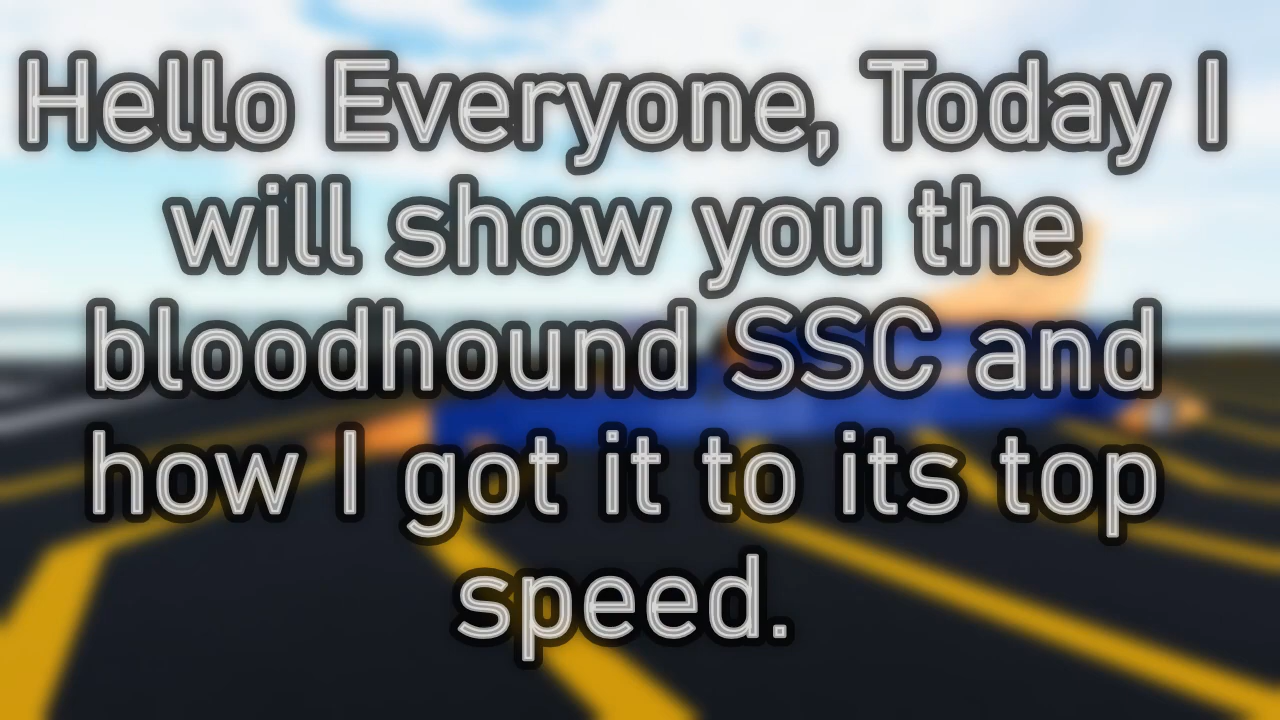 Hello Everyone, Today I
will show you the
bloodhound SSC and
how I got it to its top
speed.